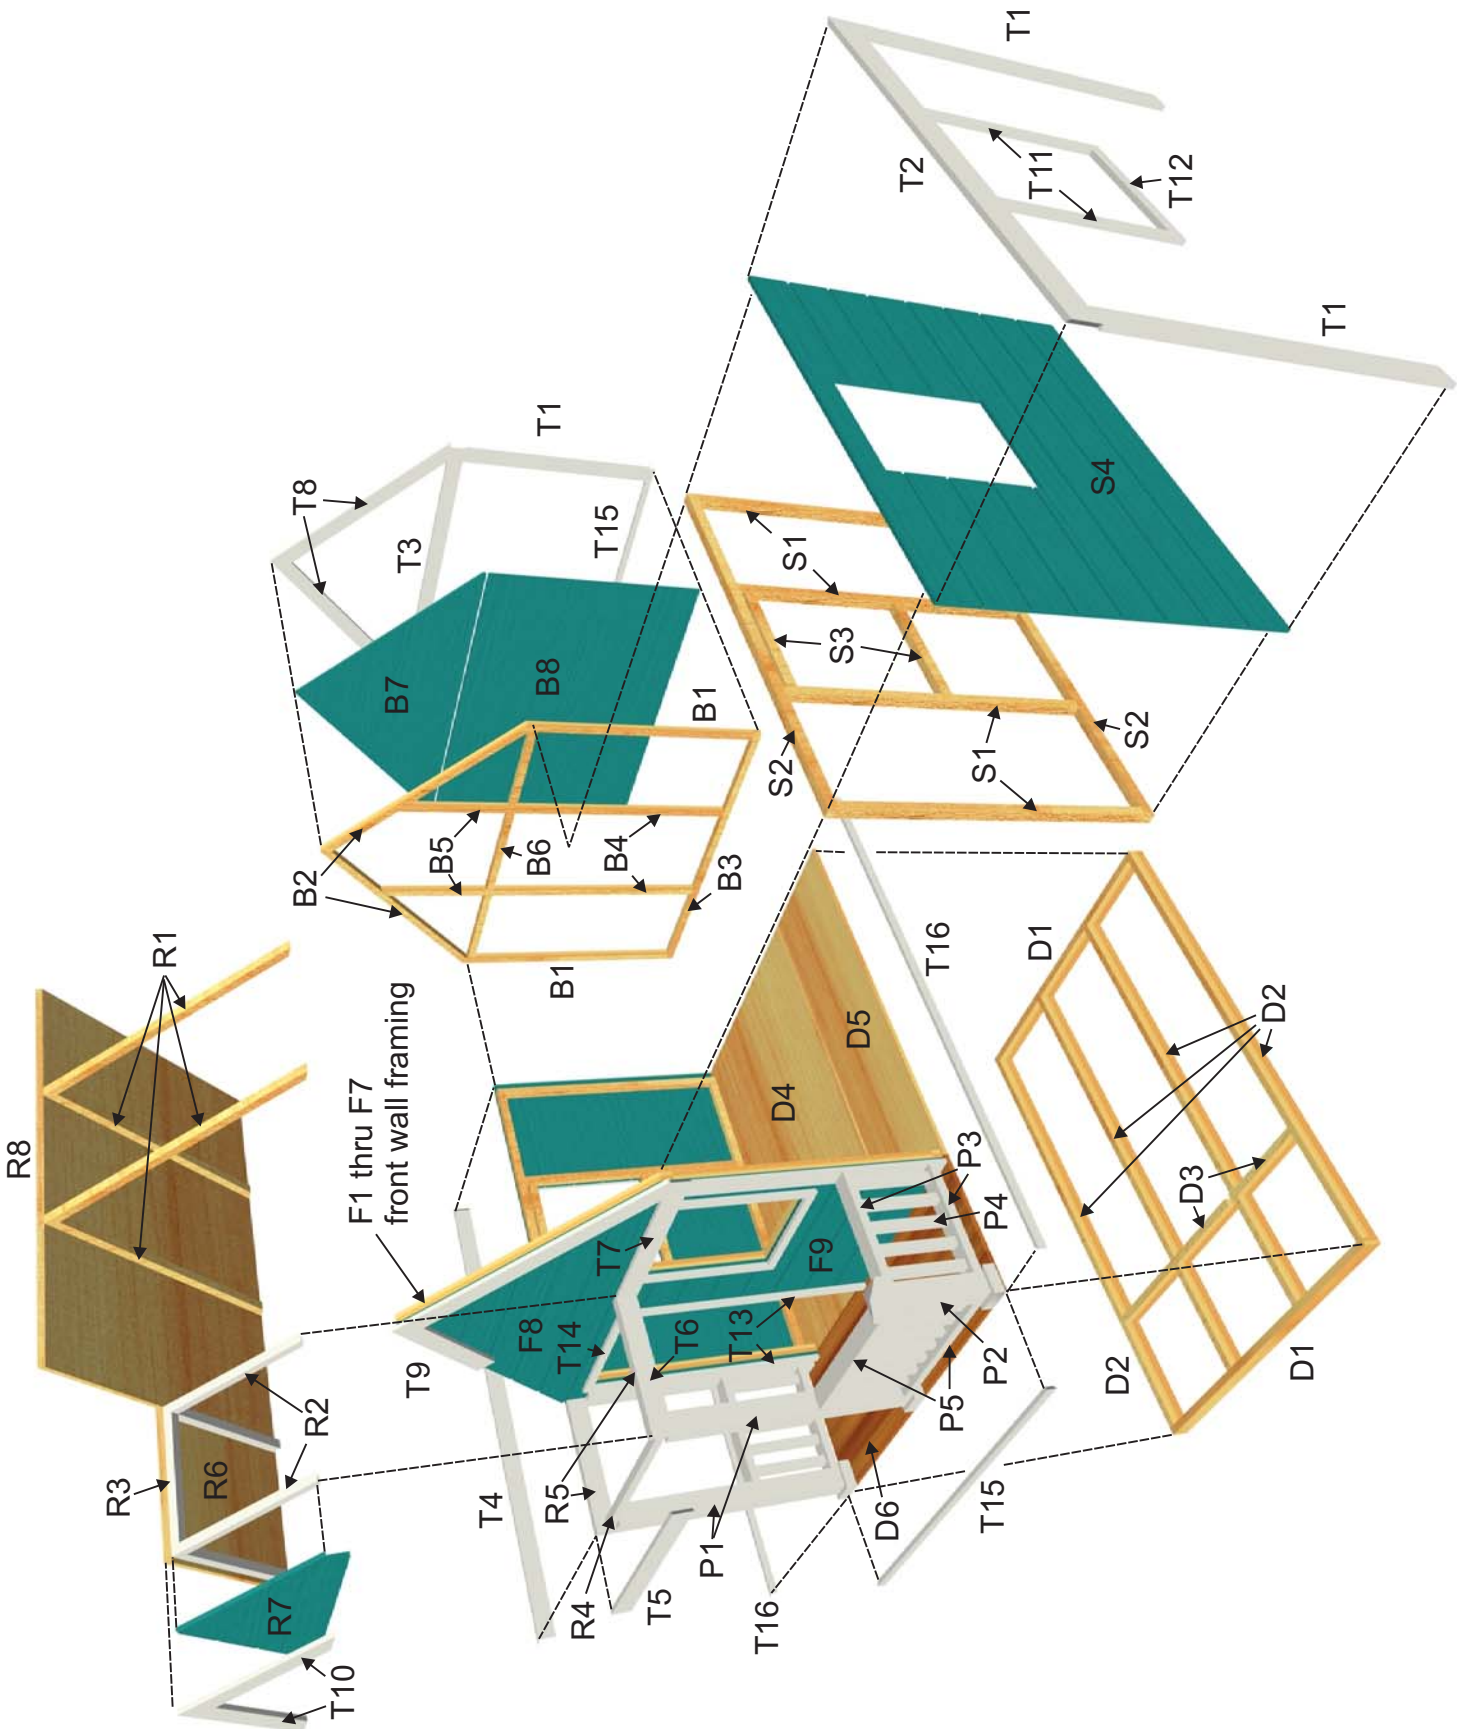 R8
R3
R1
R6
R7
B2
T8
R2
T10
F1 thru F7
front wall framing
B7
T3
T9
B5
T4
F8
B6
B8
T1
R5
B1
T14
R4
T7
B4
T15
T5
T6
B1
P1
B3
T13
T16
D4
S2
S1
F9
S3
D5
D6
T2
T16
P5
P3
S1
T15
P2
P4
T1
D1
T11
S4
D2
S2
T12
D3
D2
D1
T1